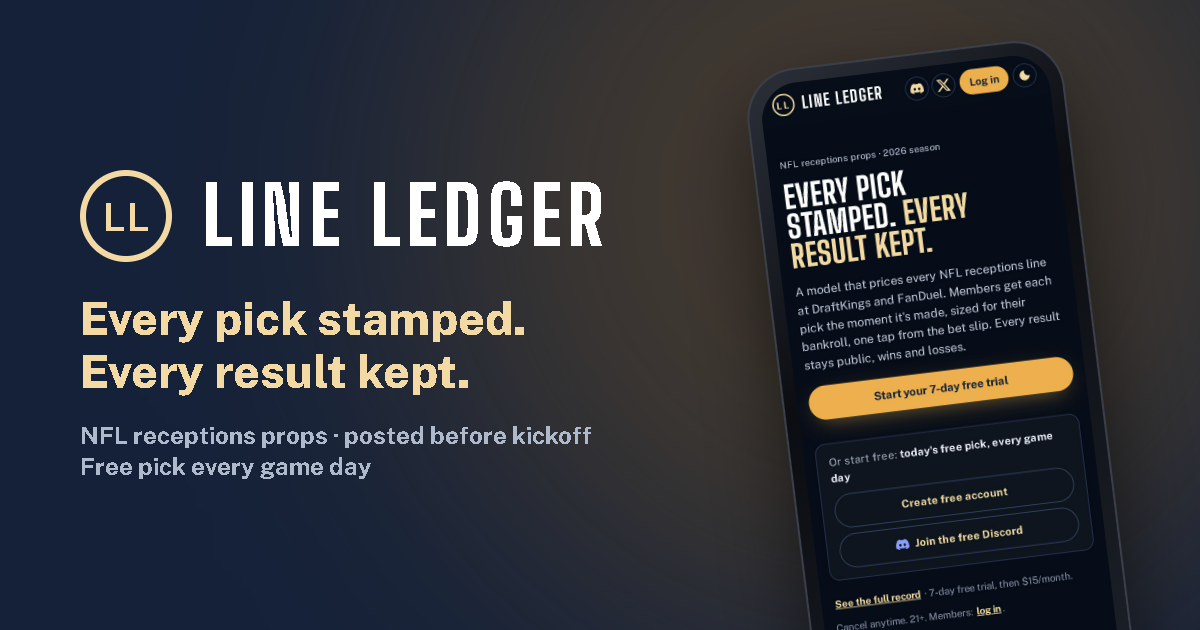 LL LINE LEDGER
Every pick stamped.
Every result kept.
NFL receptions props · posted before kickoff
Free pick every game day
LL LINE LEDGER Log in
NFL receptions props · 2026 season
EVERY PICK
STAMPED. EVERY
RESULT KEPT.
A model that prices every NFL receptions line
at DraftKings and FanDuel. Members get each
pick the moment it's made, sized for their
bankroll, one tap from the bet slip. Every result
stays public, wins and losses.
Start your 7-day free trial
Or start free: today's free pick, every game
day
Create free account
Join the free Discord
See the full record · 7-day free trial, then $15/month.
Cancel anytime. 21+. Members: log in.